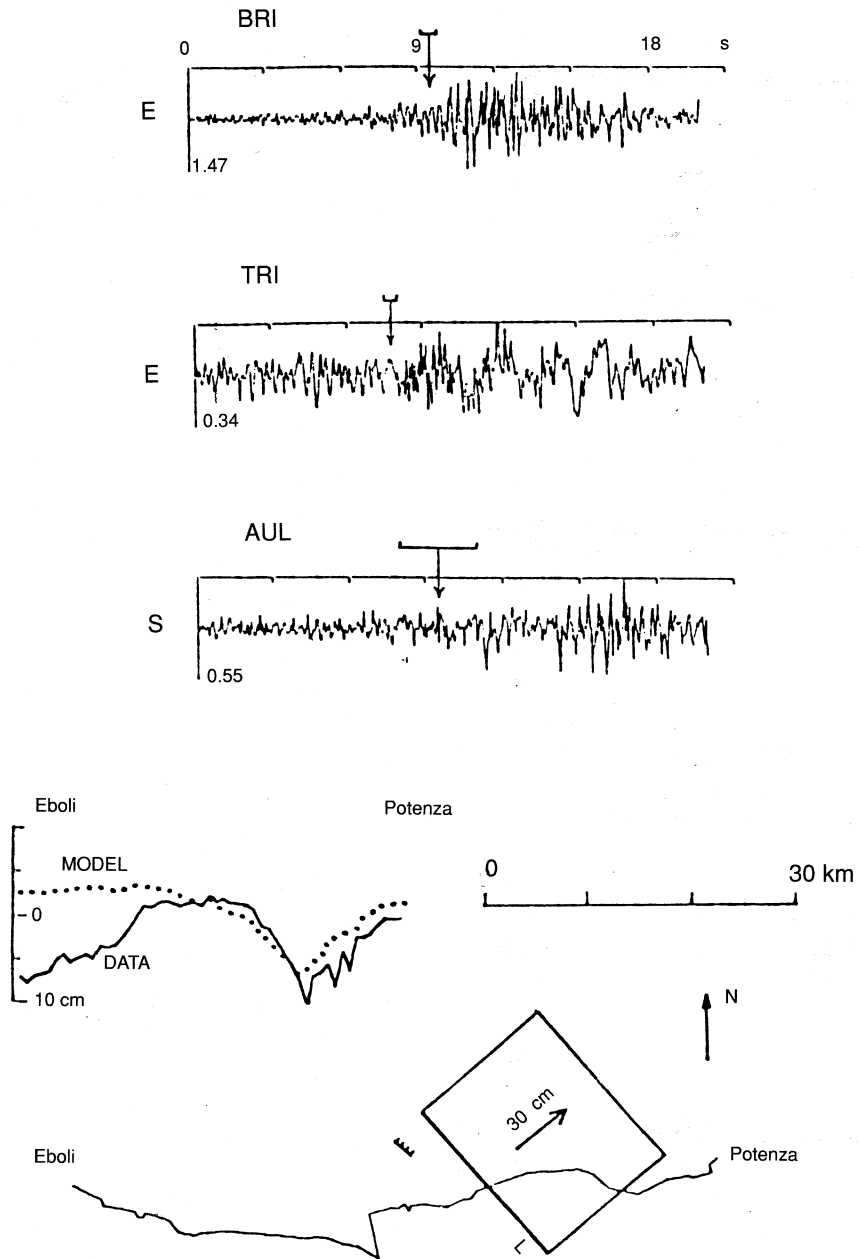 BRI
0 9 18 s
E
1.47
TRI
E
0.34
AUL
S
0.55
Eboli Potenza
MODEL
0
DATA
10 cm
0 30 km
N
30 cm
Eboli Potenza
L